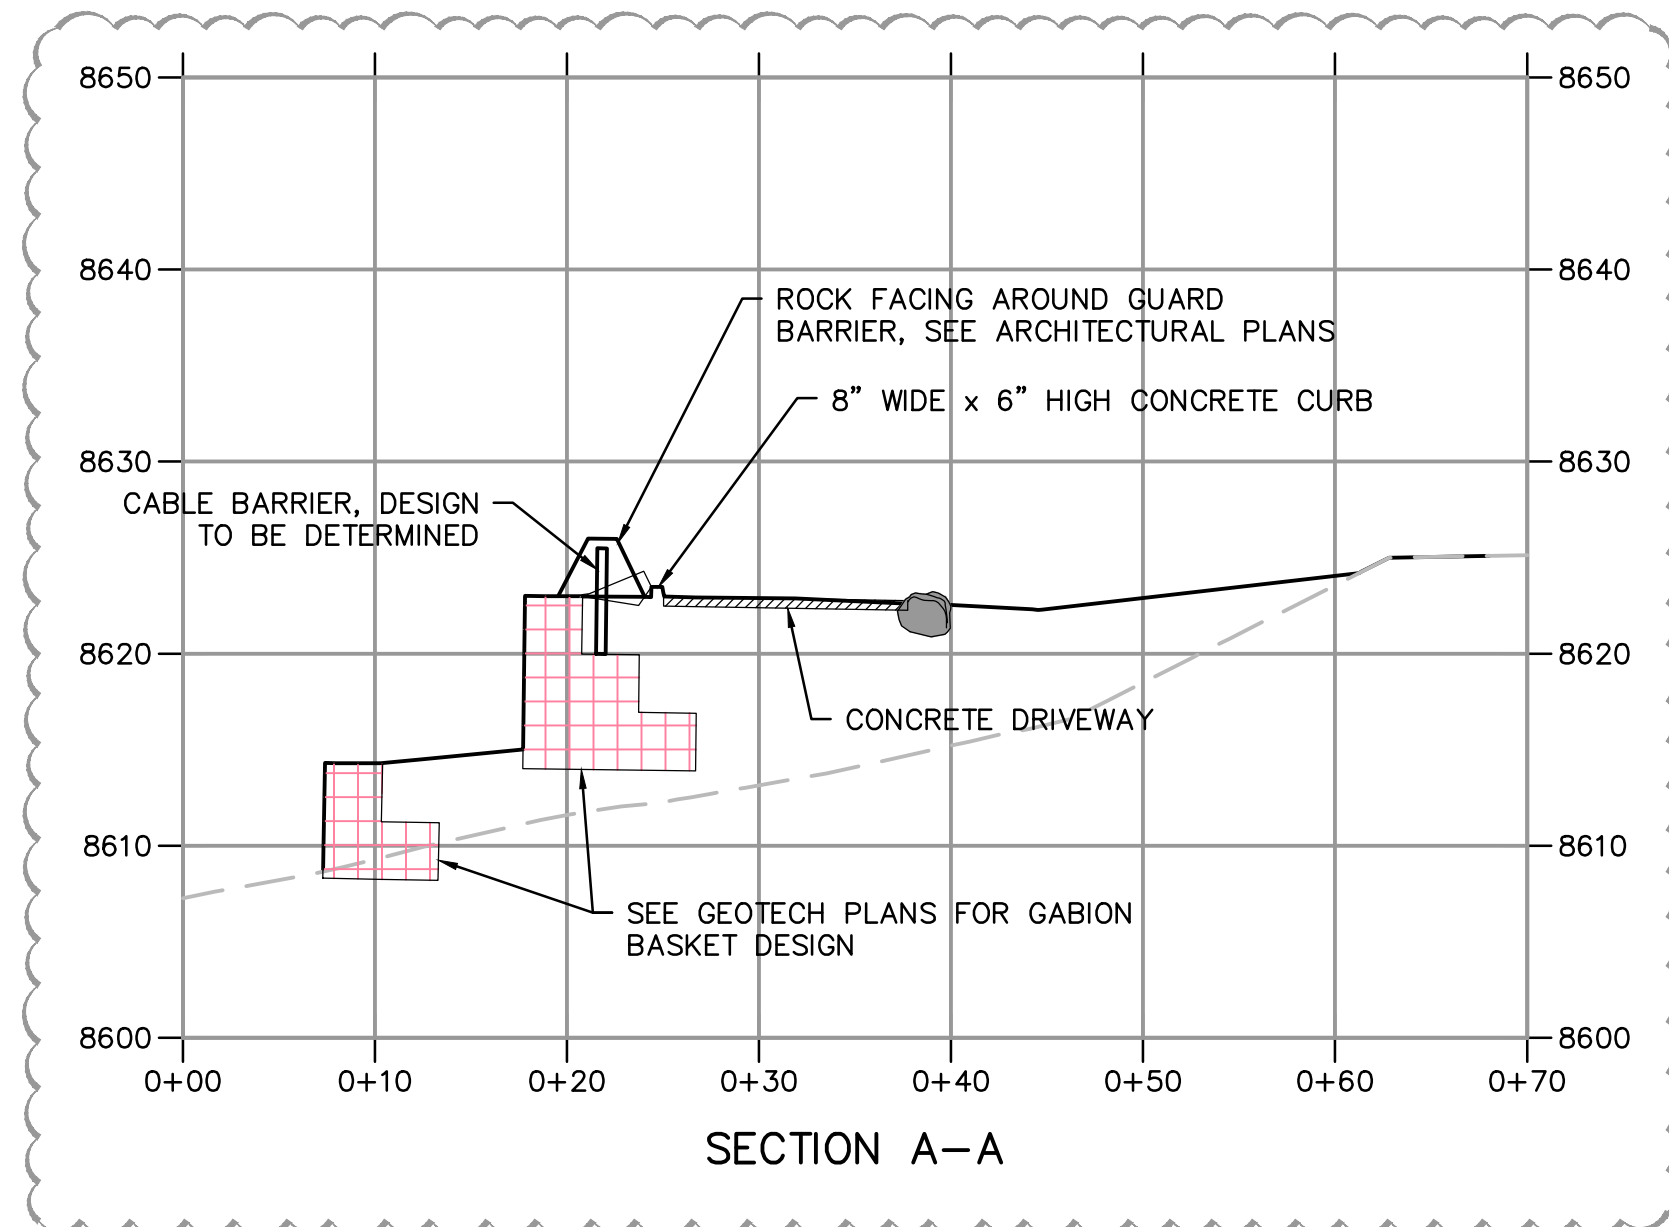 8650 8650
8640 8640
ROCK FACING AROUND GUARD
BARRIER, SEE ARCHITECTURAL PLANS
8” WIDE x 6” HIGH CONCRETE CURB
8630 8630
CABLE BARRIER, DESIGN
TO BE DETERMINED
8620 8620
CONCRETE DRIVEWAY
8610 8610
SEE GEOTECH PLANS FOR GABION
BASKET DESIGN
8600 8600
0+00 0+10 0+20 0+30 0+40 0+50 0+60 0+70
SECTION A-A